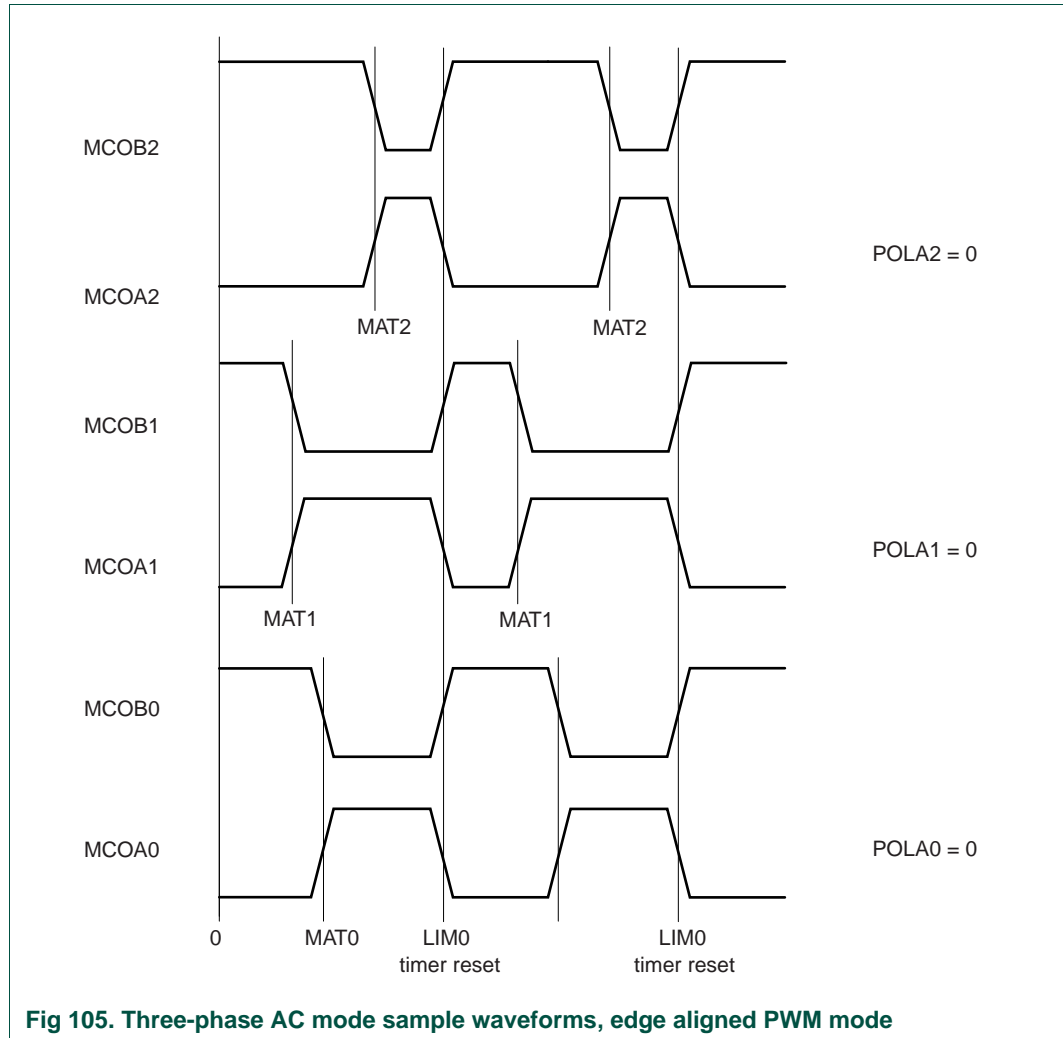 MCOB2
POLA2 = 0
MCOA2
MAT2 MAT2
MCOB1
MCOA1
POLA1 = 0
MAT1 MAT1
MCOB0
MCOA0
POLA0 = 0
0 MAT0 LIM0 LIM0
timer reset timer reset
Fig 105. Three-phase AC mode sample waveforms, edge aligned PWM mode